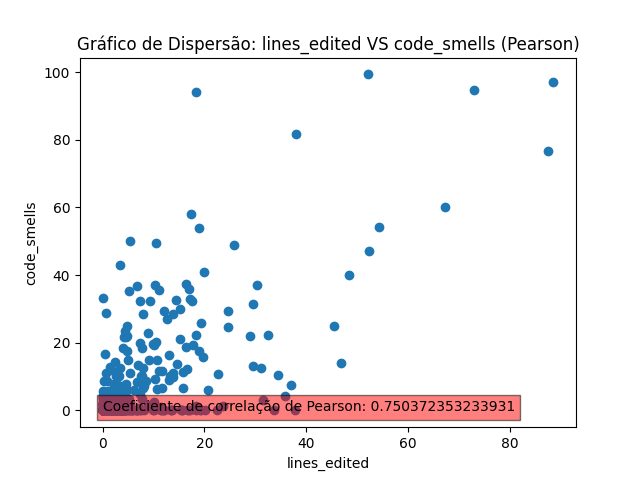 Gráfico de Dispersão: lines_edited VS code_smells (Pearson)
100
80
60
40
20
0
code_smells
Coeficiente de correlação de Pearson: 0.750372353233931
0 20 40 60 80
lines_edited